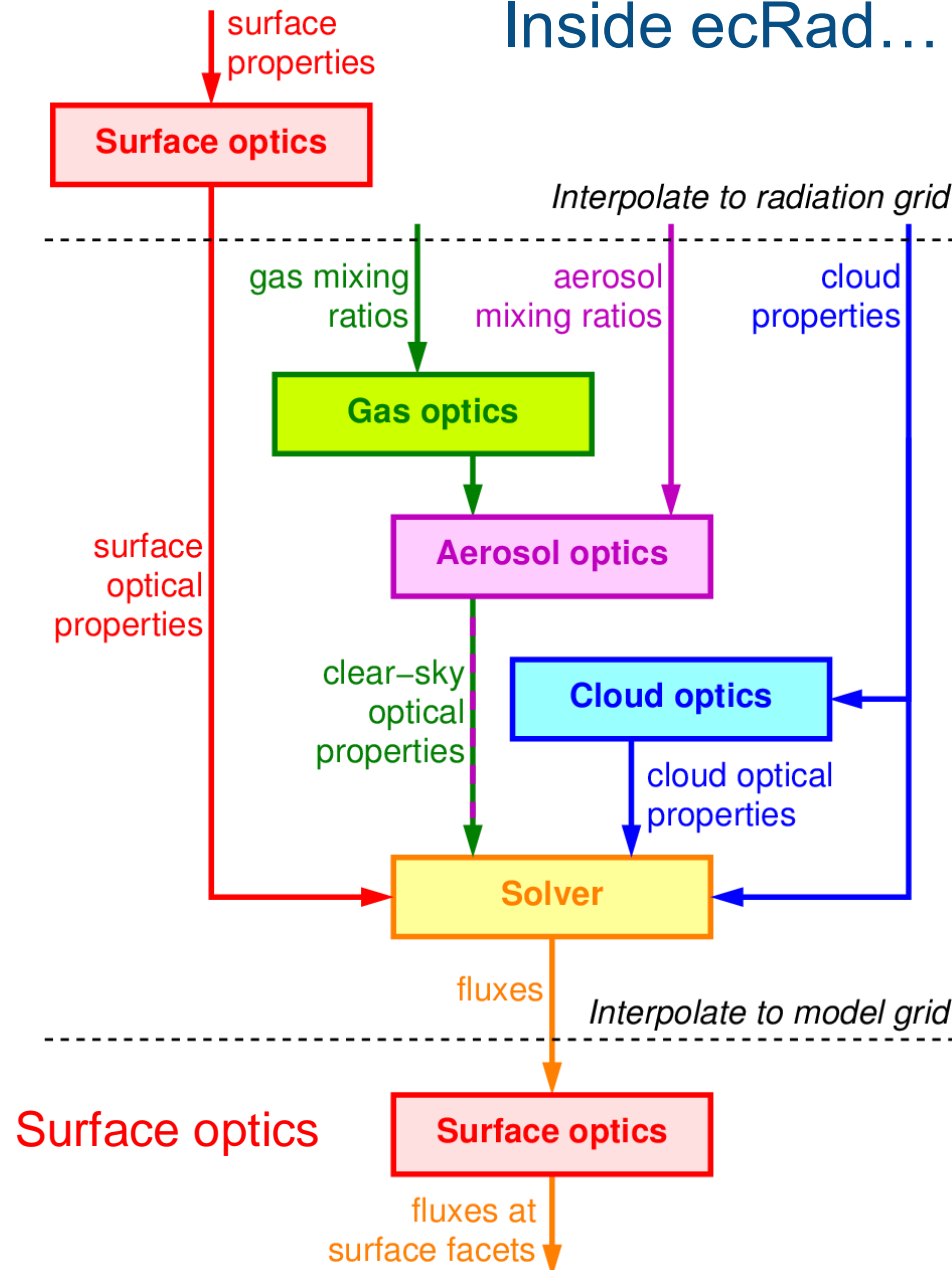 Inside ecRad…
surface
properties
Surface optics
Interpolate to radiation grid
gas mixing
ratios
aerosol
mixing ratios
cloud
properties
Gas optics
surface
optical
properties
Aerosol optics
clear−sky
optical
properties
Cloud optics
cloud optical
properties
Solver
fluxes
Interpolate to model grid
Surface optics
Surface optics
fluxes at
surface facets